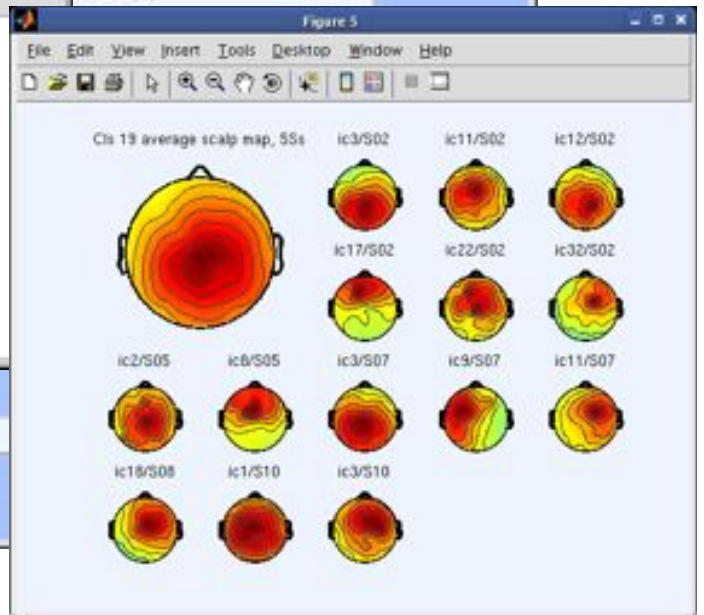 Figure 5
File Edit View Insert Tools Desktop Window Help
Cls 19 average scalp map, 5Ss
ic3/S02 ic11/S02 ic12/S02
ic17/S02 ic22/S02 ic32/S02
ic2/S05 ic8/S05 ic3/S07 ic9/S07 ic11/S07
ic18/S08 ic1/S10 ic3/S10